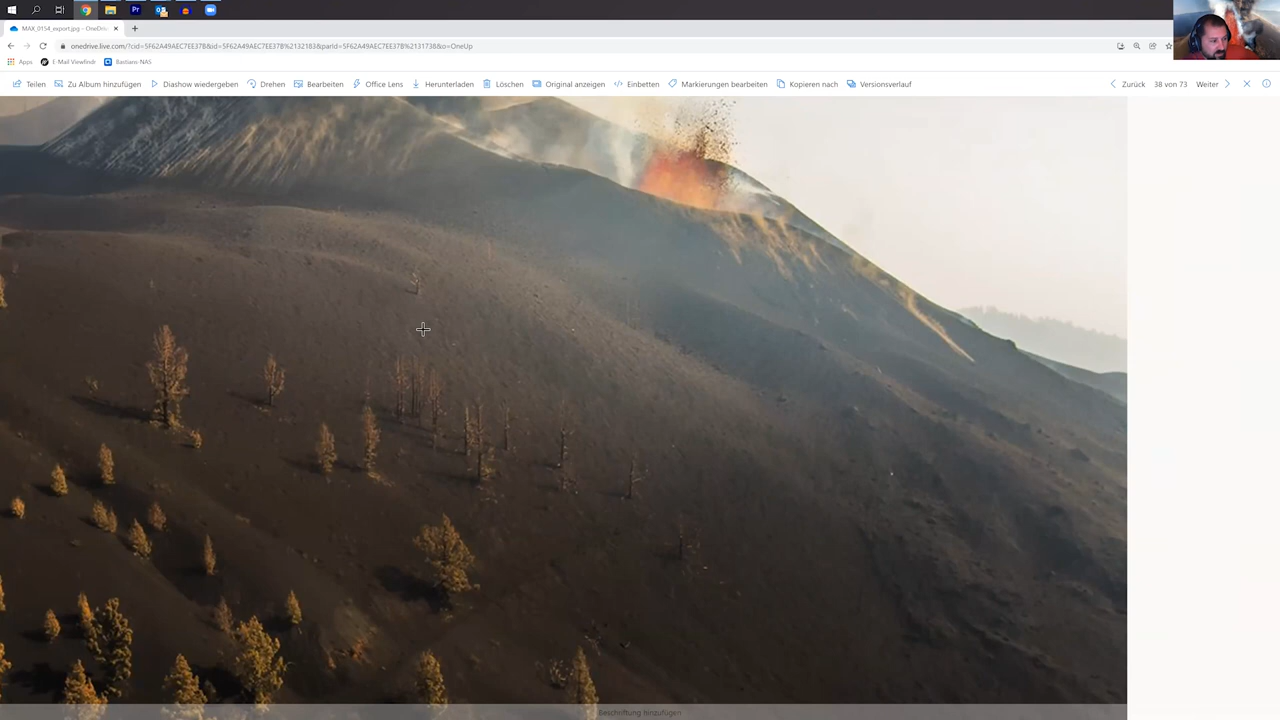 MAX_0154_export.jpg - OneDrive
onedrive.live.com/?cid=5F62A49AEC7EE37B&id=5F62A49AEC7EE37B%2132183&parId=5F62A49AEC7EE37B%2131738&o=OneUp
Apps E-Mail Viewfindr Bastians-NAS
Teilen Zu Album hinzufügen Diashow wiedergeben Drehen Bearbeiten Office Lens Herunterladen Löschen Original anzeigen Einbetten Markierungen bearbeiten Kopieren nach Versionsverlauf Zurück 38 von 73 Weiter
Beschriftung hinzufügen